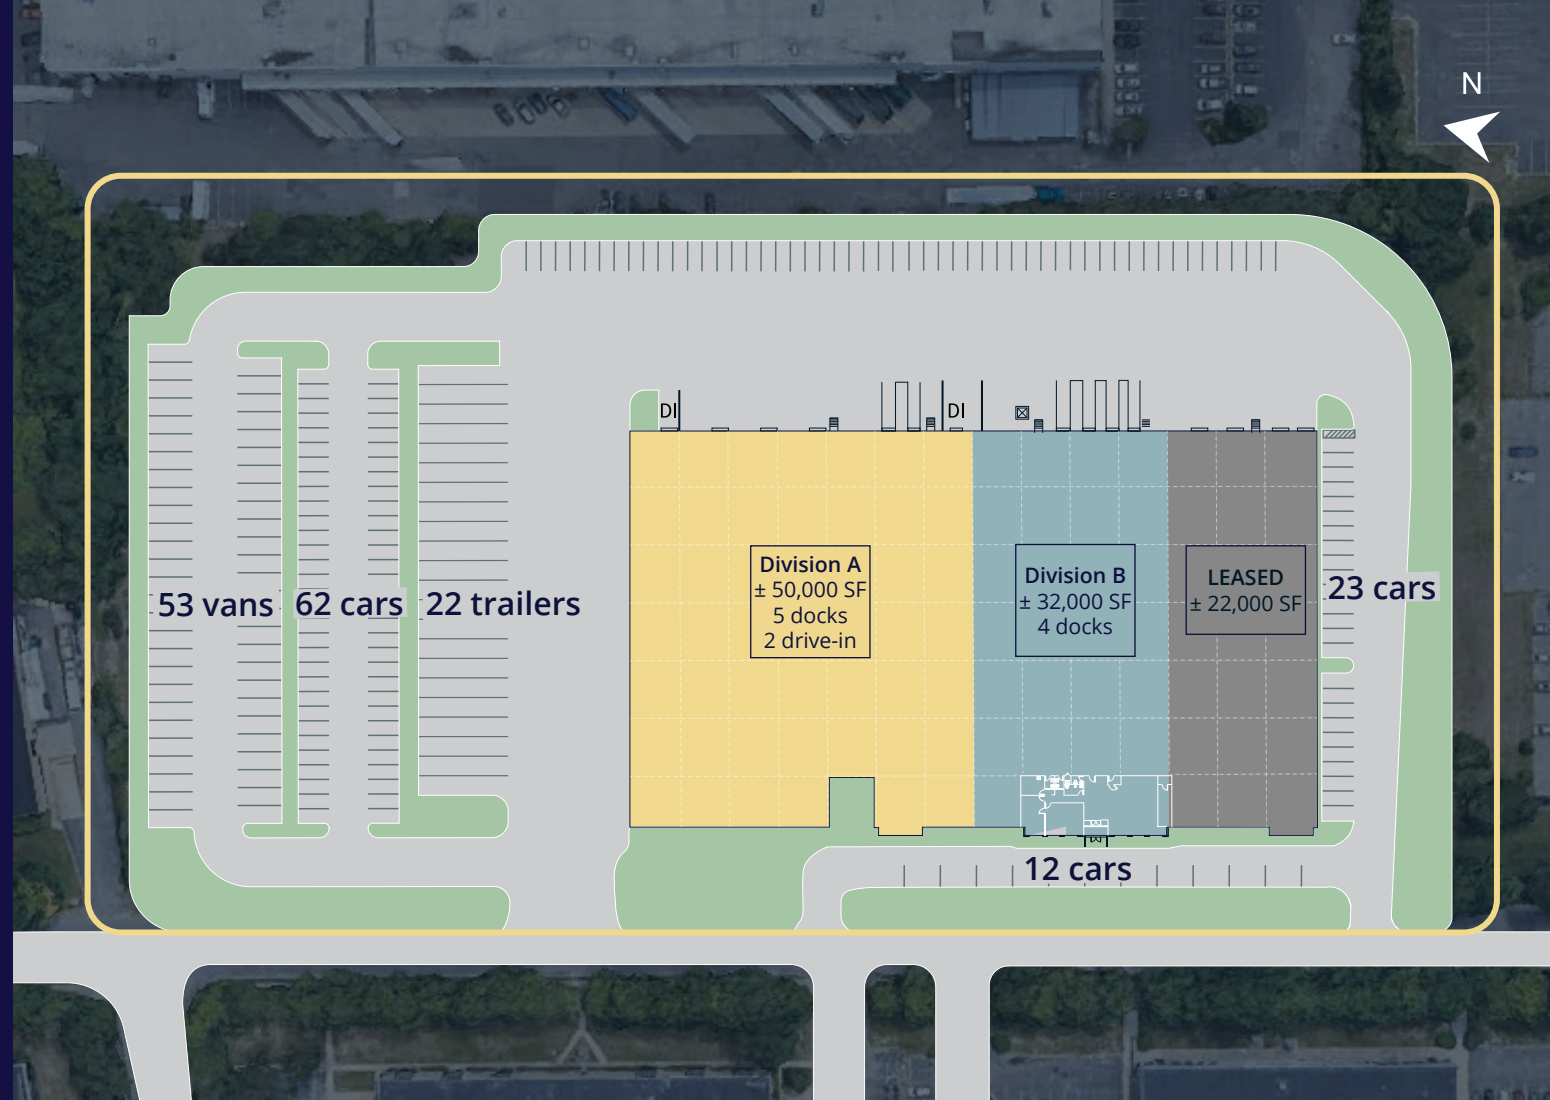 N
DI
DI
Division A
± 50,000 SF
5 docks
2 drive-in
Division B
± 32,000 SF
4 docks
LEASED
± 22,000 SF
53 vans
62 cars
22 trailers
23 cars
12 cars